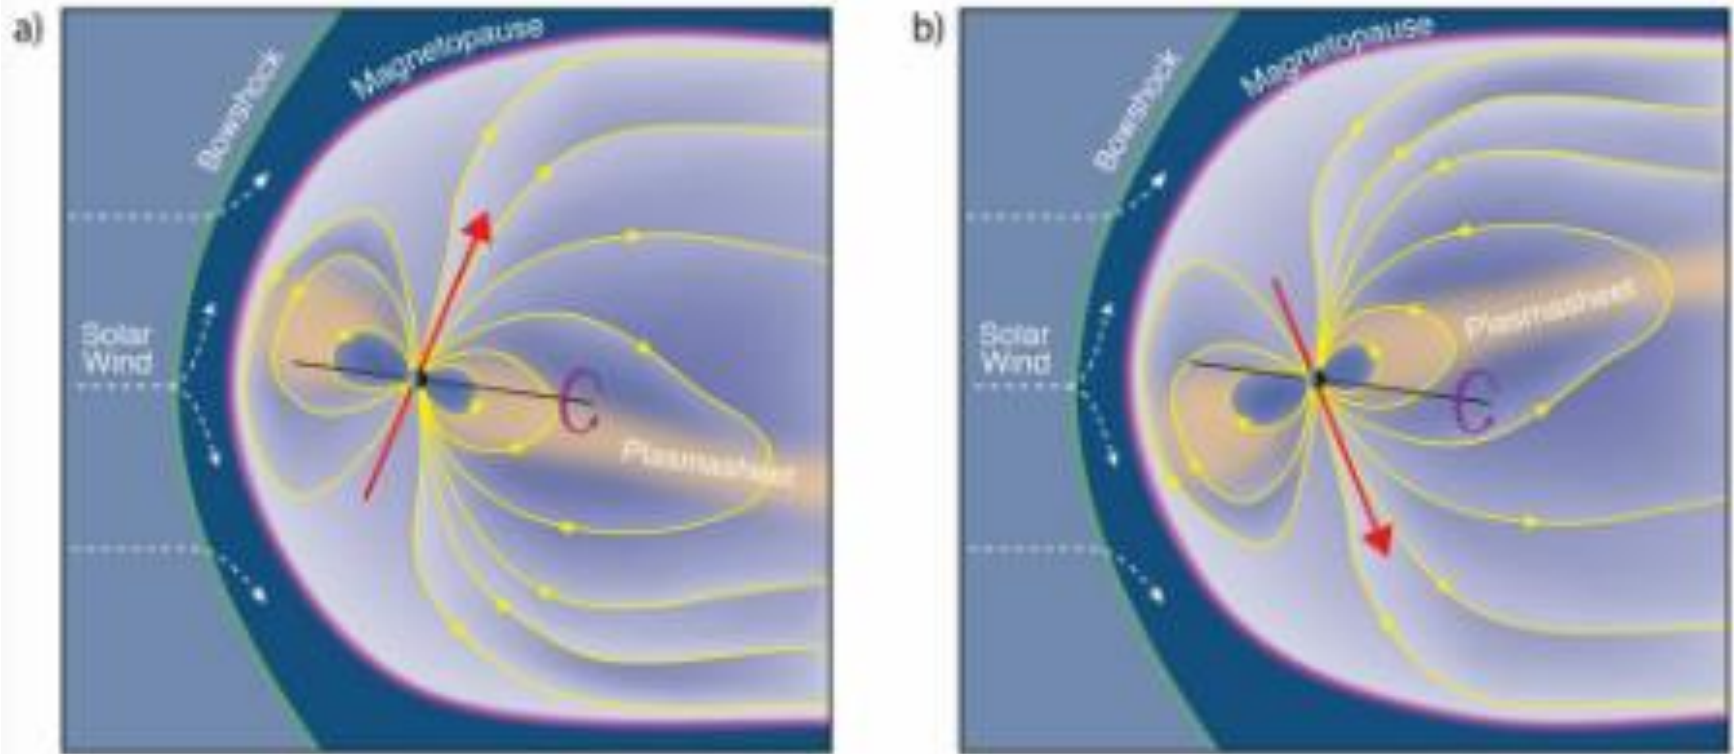 a)
Bowshock
Magnetopause
Solar
Wind
Plasmasheet
b)
Bowshock
Magnetopause
Solar
Wind
Plasmasheet